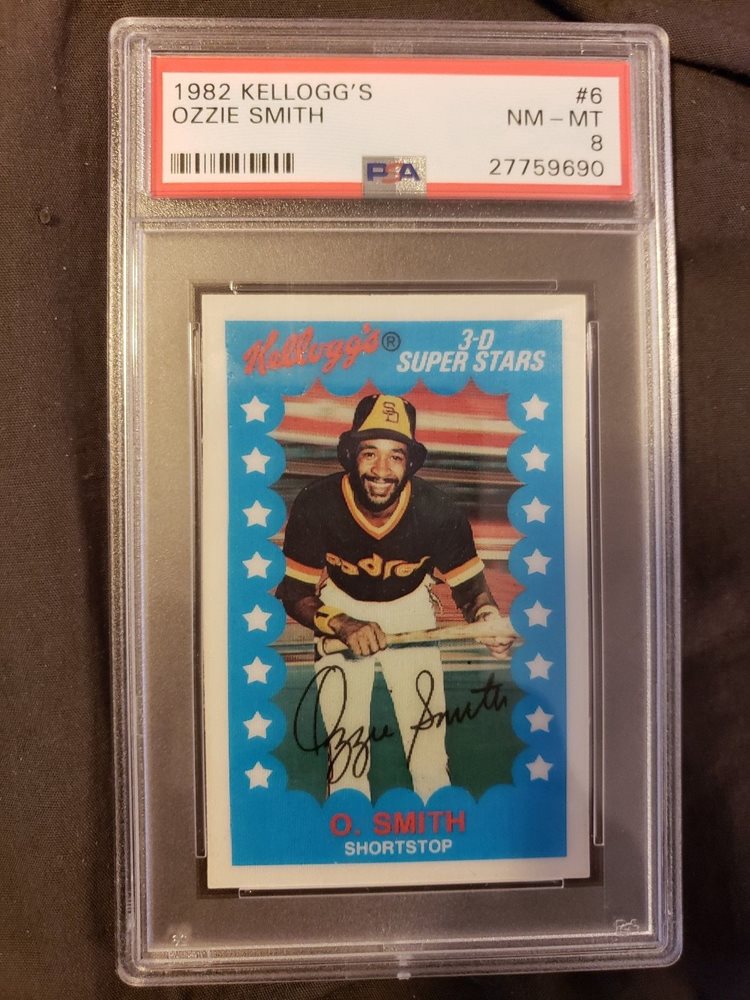 1982 KELLOGG'S #6
OZZIE SMITH NM – MT
8
PSA 27759690
Kellogg's® 3-D
SUPER STARS
SD
Padres
Ozzie Smith
O. SMITH
SHORTSTOP